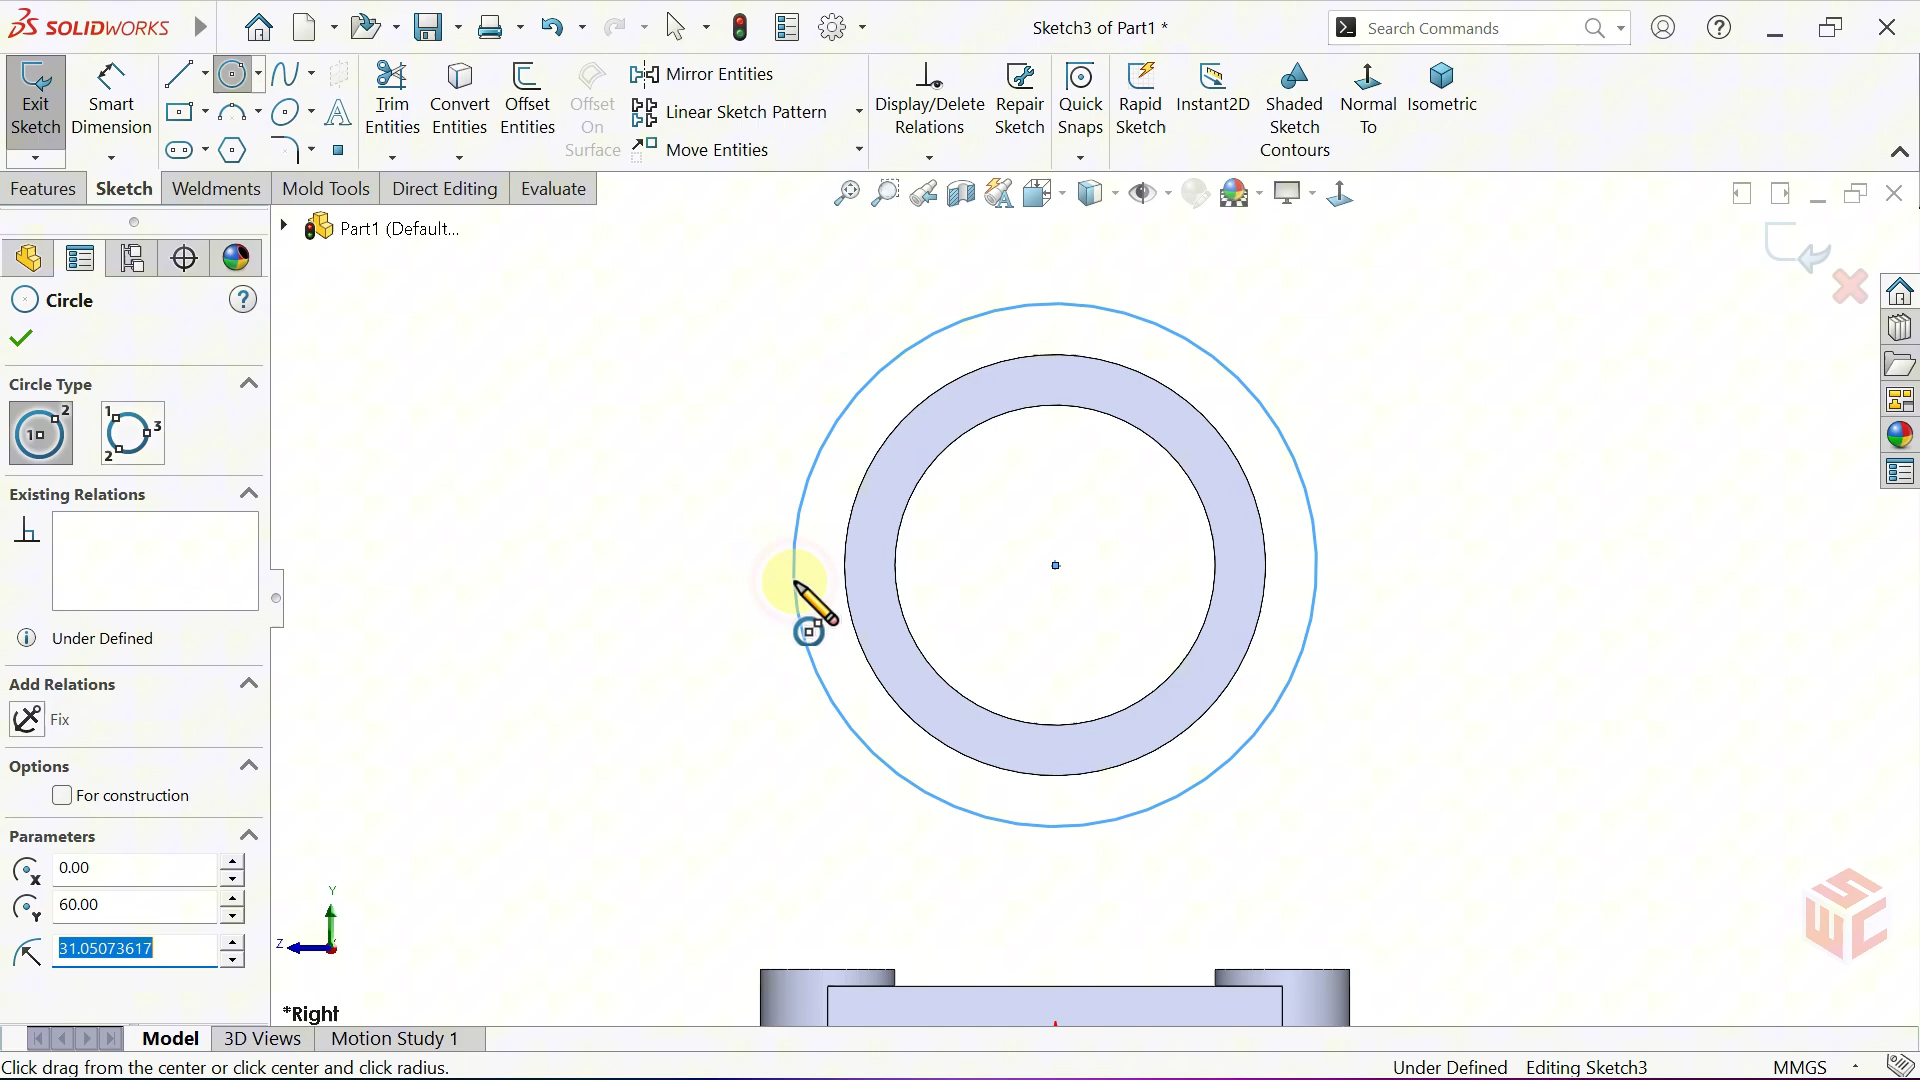 SOLIDWORKS
Sketch3 of Part1 *
Search Commands
Exit Sketch
Smart Dimension
Trim Entities
Convert Entities
Offset Entities
Offset On Surface
Mirror Entities
Linear Sketch Pattern
Move Entities
Display/Delete Relations
Repair Sketch
Quick Snaps
Rapid Sketch
Instant2D
Shaded Sketch Contours
Normal To
Isometric
Features
Sketch
Weldments
Mold Tools
Direct Editing
Evaluate
Part1 (Default...
Circle
Circle Type
Existing Relations
Under Defined
Add Relations
Fix
Options
For construction
Parameters
0.00
60.00
31.05073617
Y
Z
*Right
Model
3D Views
Motion Study 1
Click drag from the center or click center and click radius.
Under Defined
Editing Sketch3
MMGS